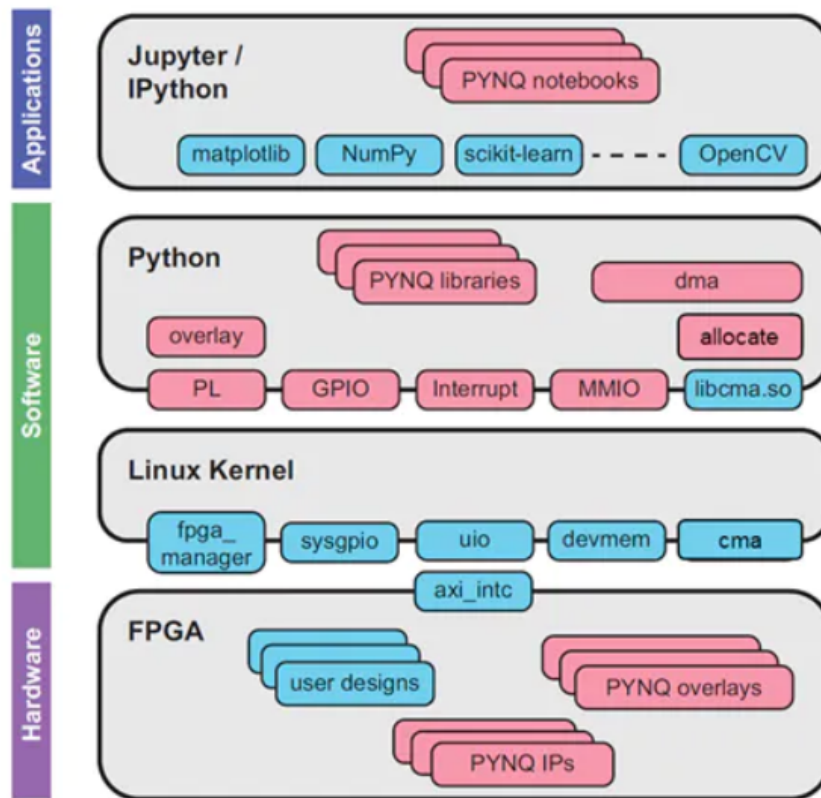 Applications
Jupyter /
IPython
PYNQ notebooks
matplotlib
NumPy
scikit-learn
OpenCV
Software
Python
PYNQ libraries
dma
overlay
allocate
PL
GPIO
Interrupt
MMIO
libcma.so
Linux Kernel
fpga_
manager
sysgpio
uio
devmem
cma
Hardware
axi_intc
FPGA
user designs
PYNQ overlays
PYNQ IPs